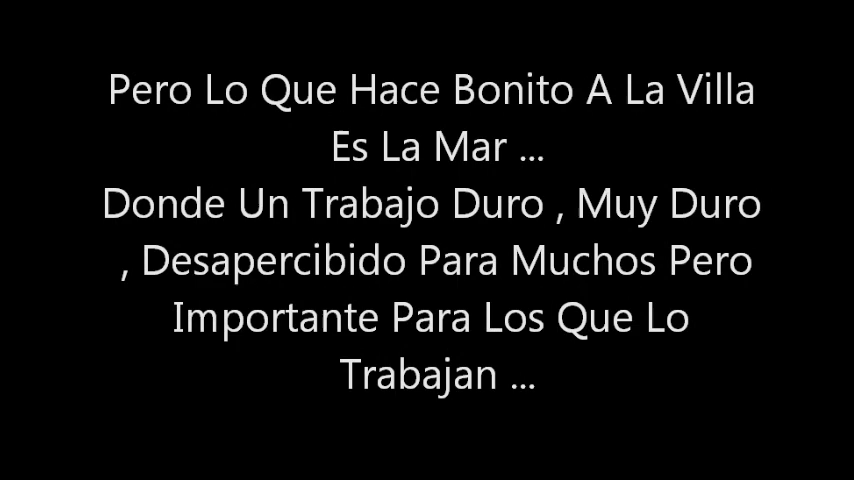 Pero Lo Que Hace Bonito A La Villa
Es La Mar ...
Donde Un Trabajo Duro , Muy Duro
, Desapercibido Para Muchos Pero
Importante Para Los Que Lo
Trabajan ...